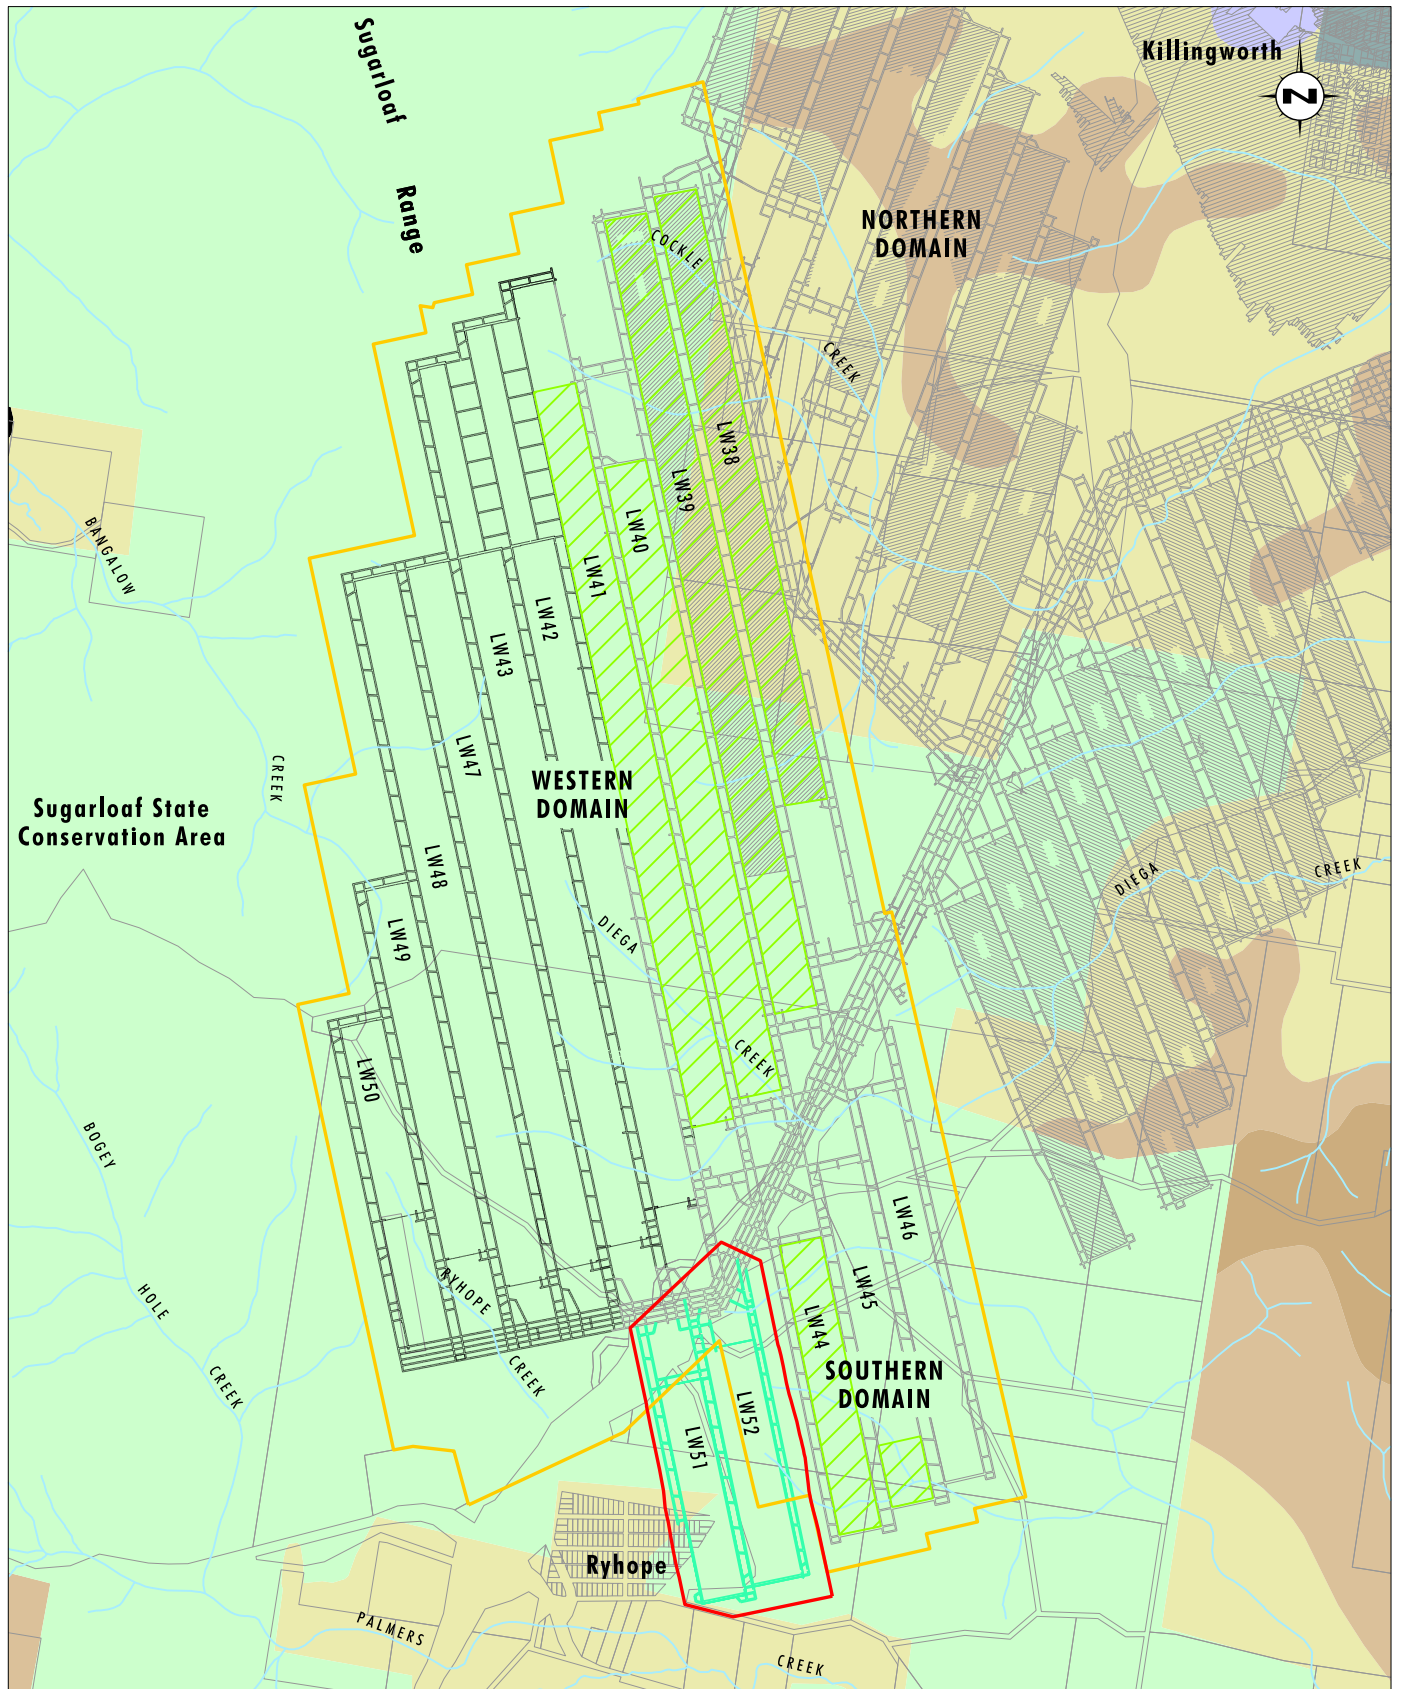 Sugarloaf
Range
Killingworth
N
NORTHERN
DOMAIN
COCKLE
CREEK
LW38
LW39
LW40
LW41
LW42
LW43
LW47
LW48
LW49
LW50
BANGALOW
CREEK
WESTERN
DOMAIN
Sugarloaf State
Conservation Area
DIEGA
CREEK
DIEGA
CREEK
BOGEY
HOLE
CREEK
RYHOPE
CREEK
LW46
LW45
LW44
SOUTHERN
DOMAIN
LW52
LW51
Ryhope
PALMERS
CREEK